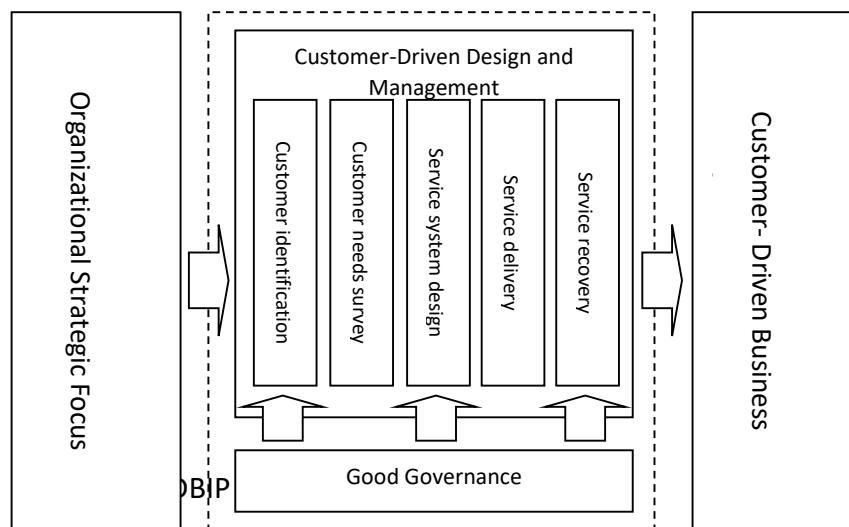 Organizational Strategic Focus
Customer-Driven Design and
Management
Customer identification
Customer needs survey
Service system design
Service delivery
Service recovery
Good Governance
Customer- Driven Business